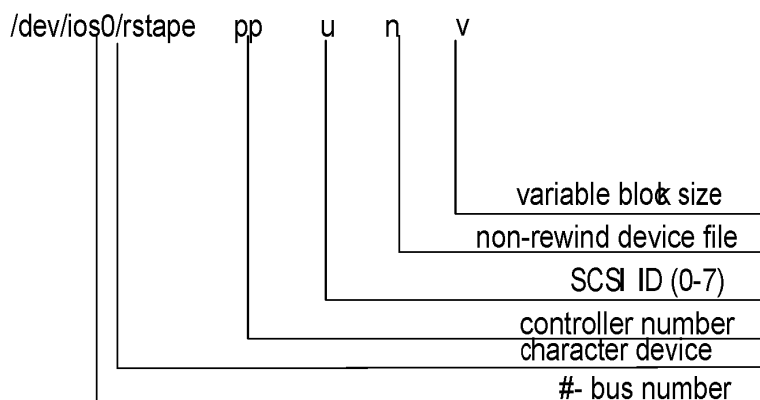 /dev/ios0/rstape pp u n v
variable block size
non-rewind device file
SCSI ID (0-7)
controller number
character device
#- bus number